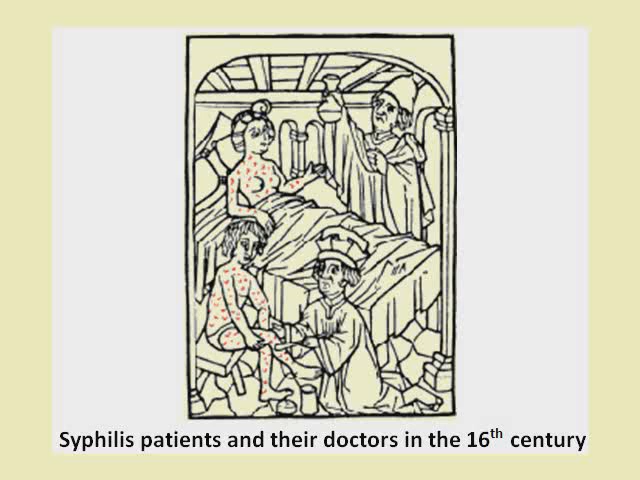 Syphilis patients and their doctors in the 16th century